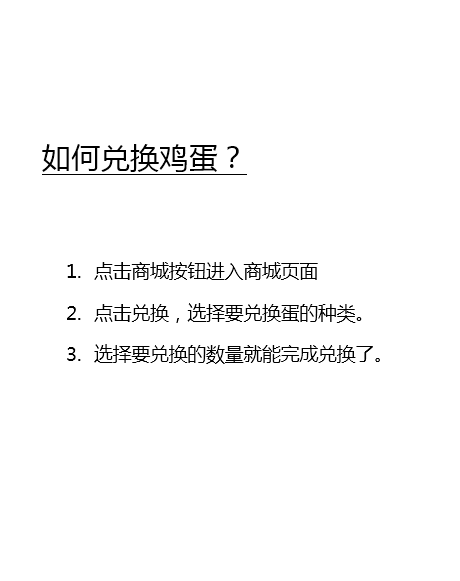 如何兑换鸡蛋？
1. 点击商城按钮进入商城页面
2. 点击兑换，选择要兑换蛋的种类。
3. 选择要兑换的数量就能完成兑换了。